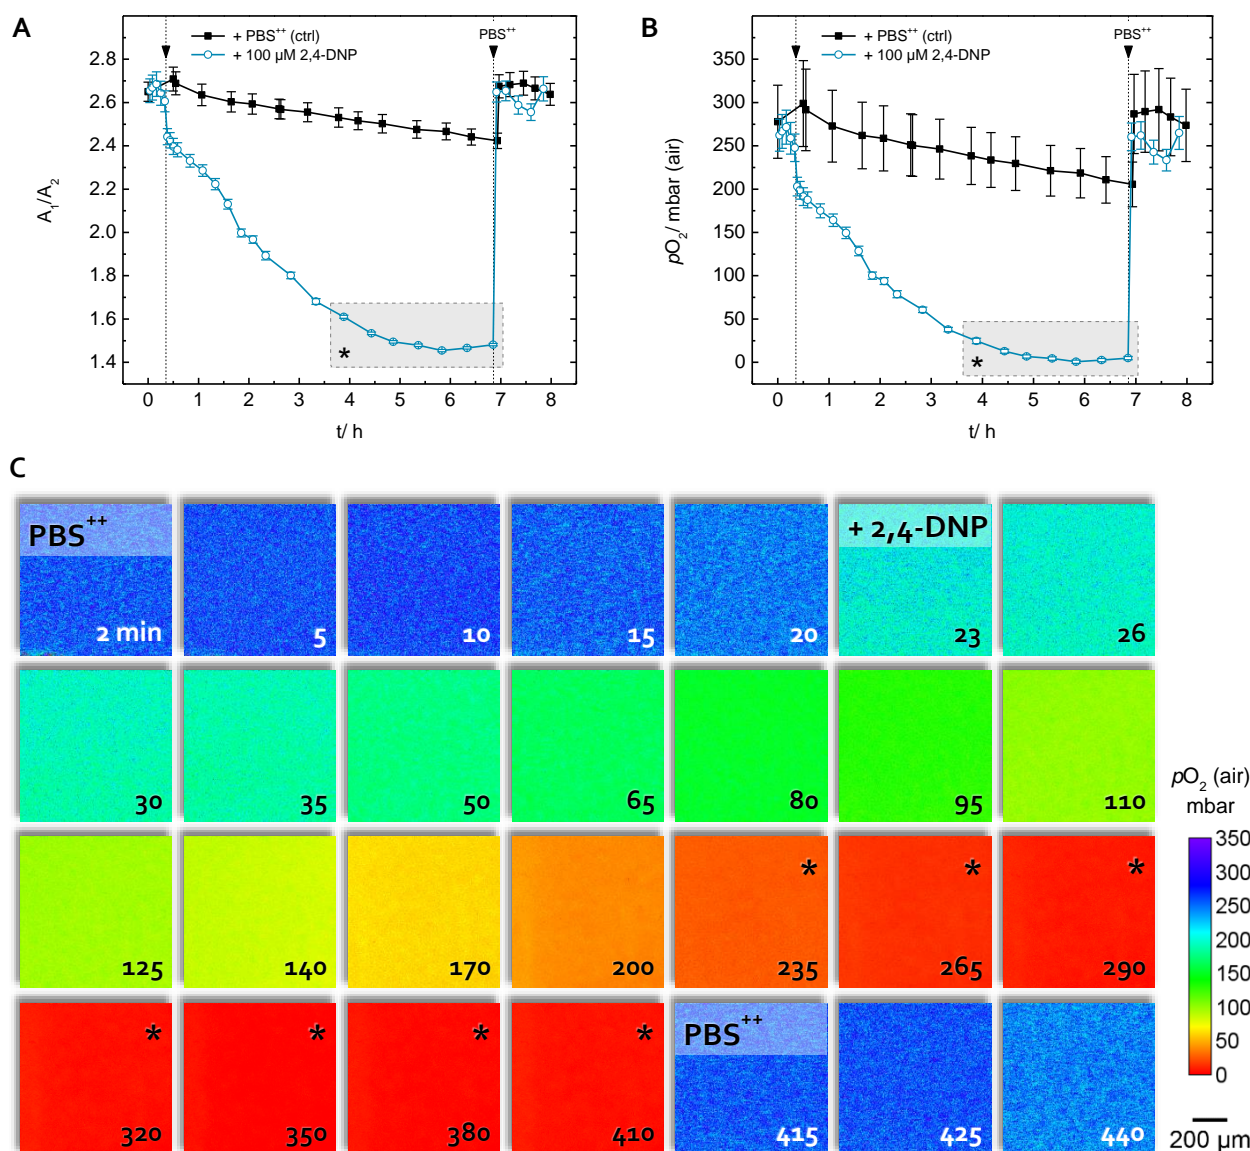 A
+ PBS⁺⁺ (ctrl)
+ 100 µM 2,4-DNP
PBS⁺⁺
2.8
2.6
2.4
2.2
2.0
1.8
1.6
1.4
A₁/A₂
*
0 1 2 3 4 5 6 7 8
t/ h
B
+ PBS⁺⁺ (ctrl)
+ 100 µM 2,4-DNP
PBS⁺⁺
350
300
250
200
150
100
50
0
pO₂/ mbar (air)
*
0 1 2 3 4 5 6 7 8
t/ h
C
PBS⁺⁺
+ 2,4-DNP
2 min 5 10 15 20 23 26
30 35 50 65 80 95 110
* * *
125 140 170 200 235 265 290
* * * * PBS⁺⁺
320 350 380 410 415 425 440
pO₂ (air)
mbar
350
300
250
200
150
100
50
0
200 µm